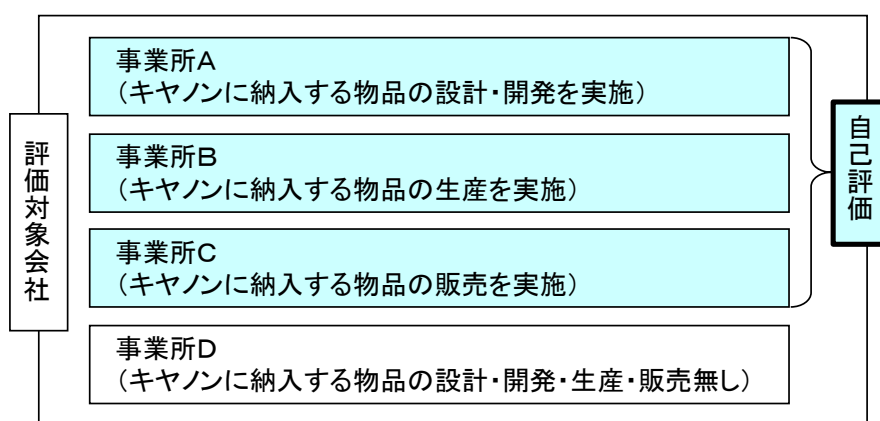 事業所A
(キヤノンに納入する物品の設計・開発を実施)
事業所B
(キヤノンに納入する物品の生産を実施)
事業所C
(キヤノンに納入する物品の販売を実施)
事業所D
(キヤノンに納入する物品の設計・開発・生産・販売無し)
評価対象会社
自己評価